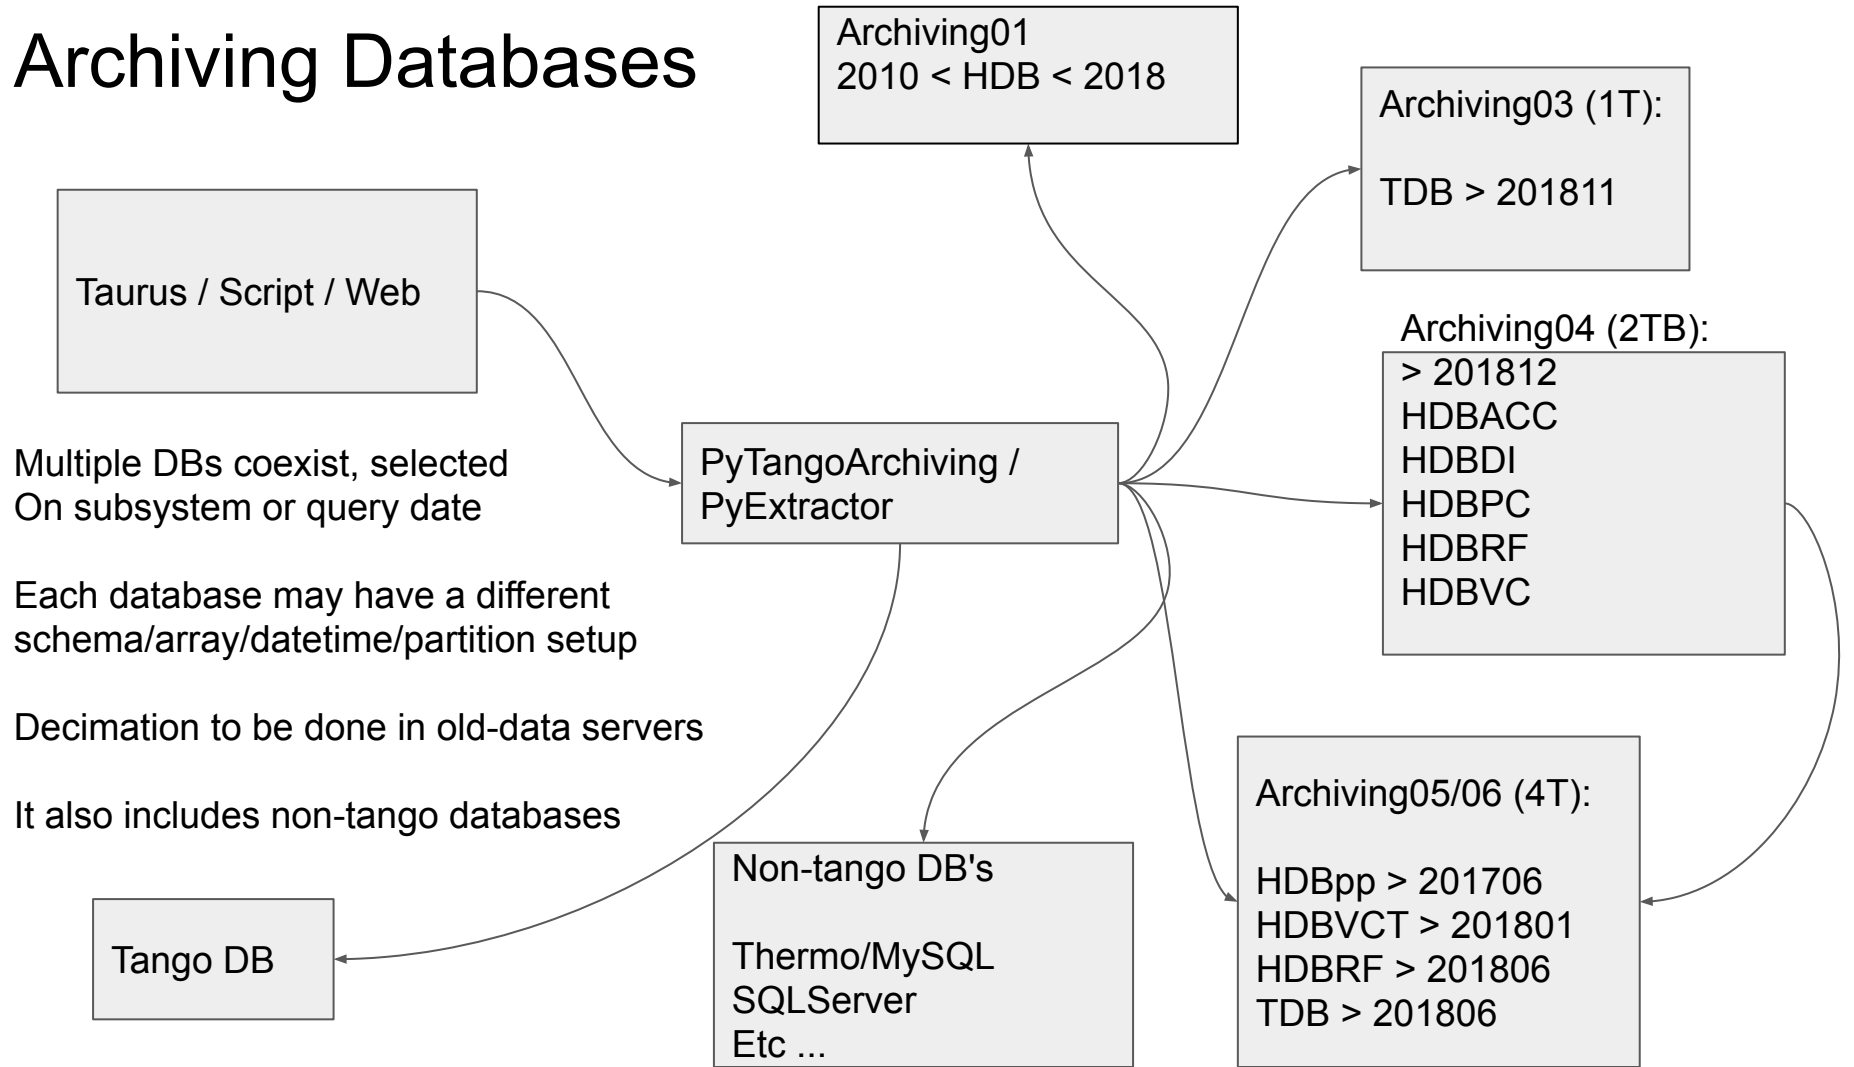 Archiving Databases
Archiving01
2010 < HDB < 2018
Archiving03 (1T):
TDB > 201811
Taurus / Script / Web
Archiving04 (2TB):
> 201812
HDBACC
HDBDI
HDBPC
HDBRF
HDBVC
PyTangoArchiving /
PyExtractor
Multiple DBs coexist, selected
On subsystem or query date
Each database may have a different
schema/array/datetime/partition setup
Decimation to be done in old-data servers
It also includes non-tango databases
Tango DB
Non-tango DB's
Thermo/MySQL
SQLServer
Etc ...
Archiving05/06 (4T):
HDBpp > 201706
HDBVCT > 201801
HDBRF > 201806
TDB > 201806